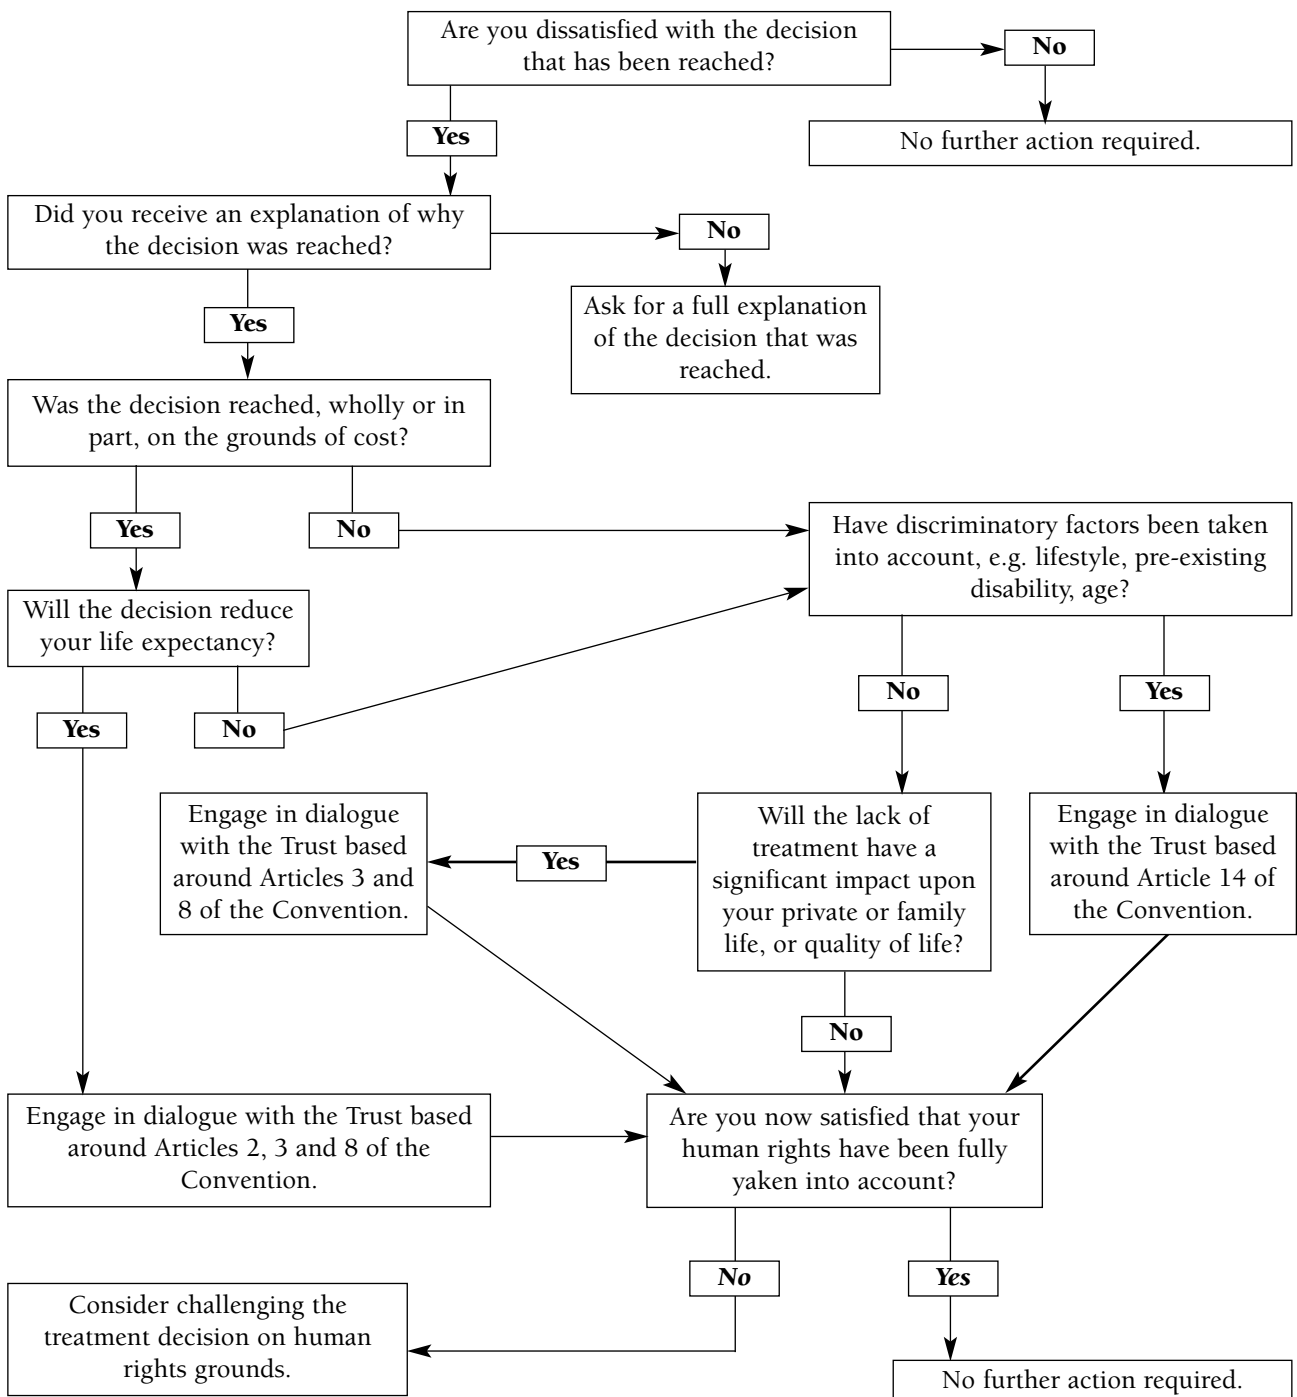 Are you dissatisfied with the decision
that has been reached?
No
No further action required.
Yes
Did you receive an explanation of why
the decision was reached?
No
Ask for a full explanation
of the decision that was
reached.
Yes
Was the decision reached, wholly or in
part, on the grounds of cost?
Yes
No
Have discriminatory factors been taken
into account, e.g. lifestyle, pre-existing
disability, age?
Will the decision reduce
your life expectancy?
Yes
No
No
Yes
Engage in dialogue
with the Trust based
around Articles 3 and
8 of the Convention.
Yes
Will the lack of
treatment have a
significant impact upon
your private or family
life, or quality of life?
Engage in dialogue
with the Trust based
around Article 14 of
the Convention.
No
Engage in dialogue with the Trust based
around Articles 2, 3 and 8 of the
Convention.
Are you now satisfied that your
human rights have been fully
yaken into account?
No
Yes
Consider challenging the
treatment decision on human
rights grounds.
No further action required.